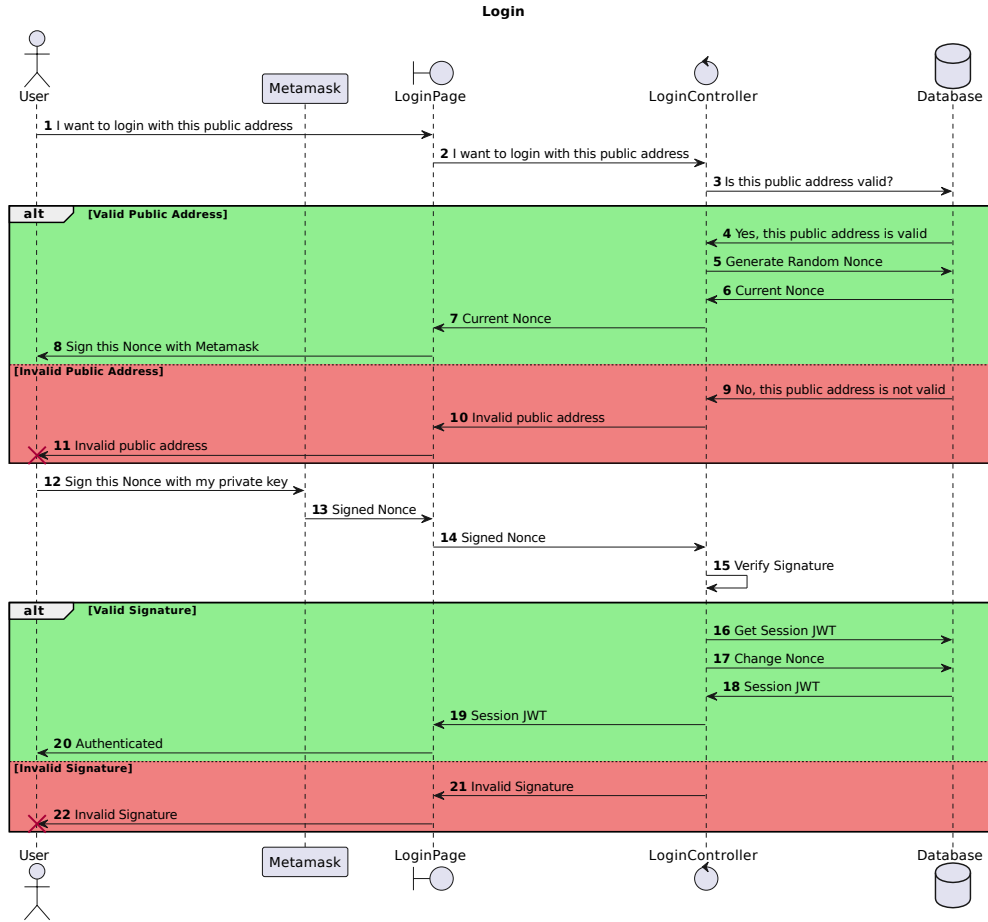 Login
User
Metamask
LoginPage
LoginController
Database
1 I want to login with this public address
2 I want to login with this public address
3 Is this public address valid?
alt [Valid Public Address]
4 Yes, this public address is valid
5 Generate Random Nonce
6 Current Nonce
7 Current Nonce
8 Sign this Nonce with Metamask
[Invalid Public Address]
9 No, this public address is not valid
10 Invalid public address
11 Invalid public address
12 Sign this Nonce with my private key
13 Signed Nonce
14 Signed Nonce
15 Verify Signature
alt [Valid Signature]
16 Get Session JWT
17 Change Nonce
18 Session JWT
19 Session JWT
20 Authenticated
[Invalid Signature]
21 Invalid Signature
22 Invalid Signature
User
Metamask
LoginPage
LoginController
Database